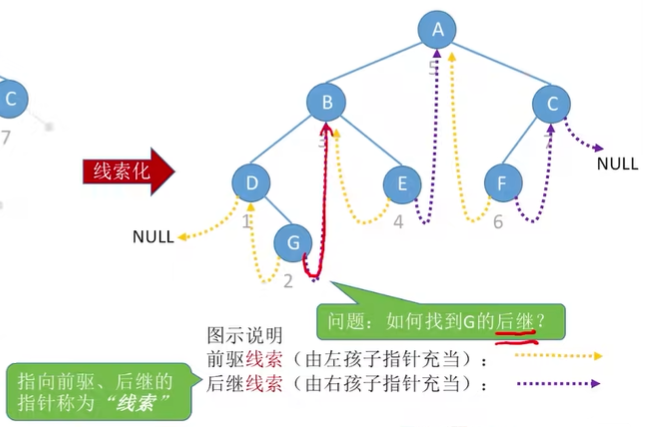 A
5
B
C
C
3
7
7
线索化
NULL
D
E
F
1
4
6
NULL
G
2
问题：如何找到G的后继？
图示说明
前驱线索（由左孩子指针充当）：
后继线索（由右孩子指针充当）：
指向前驱、后继的
指针称为“线索”